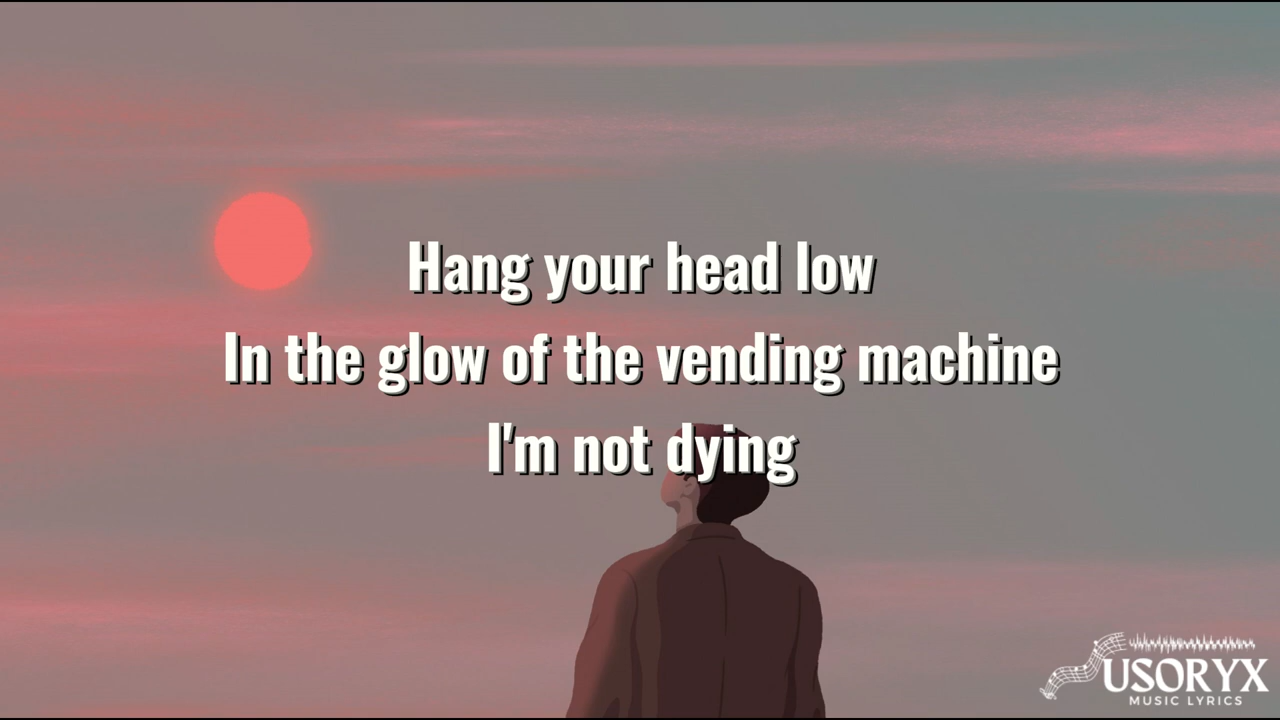 Hang your head low
In the glow of the vending machine
I'm not dying
USORYX
MUSIC LYRICS